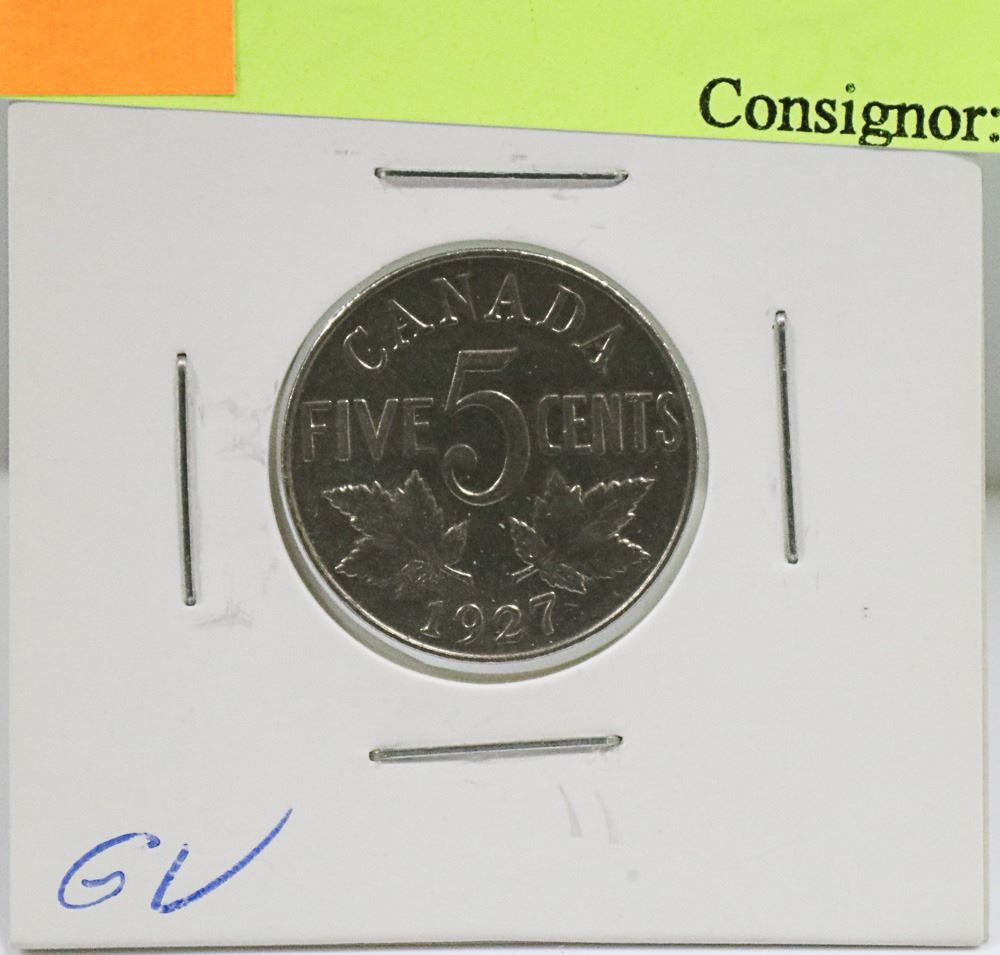 Consignor:
CANADA
FIVE 5 CENTS
1927
GV